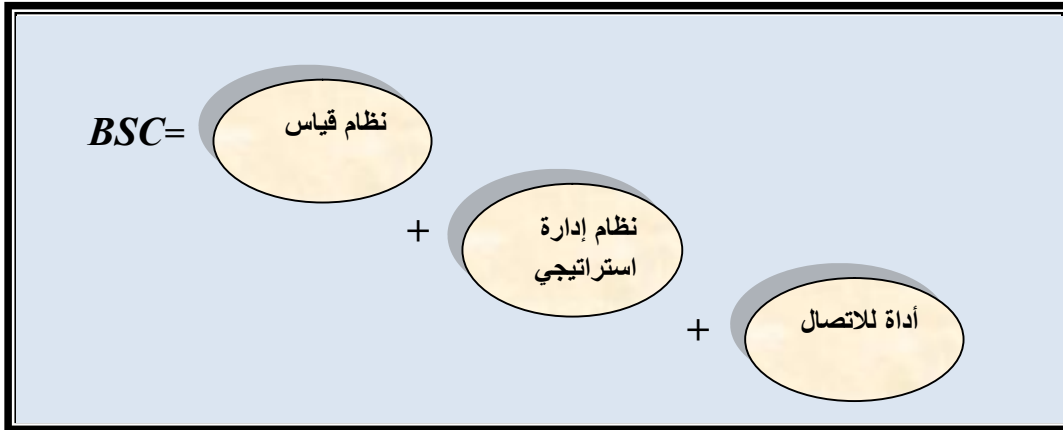 BSC= نظام قياس
+ نظام إدارة
استراتيجي
+ أداة للاتصال